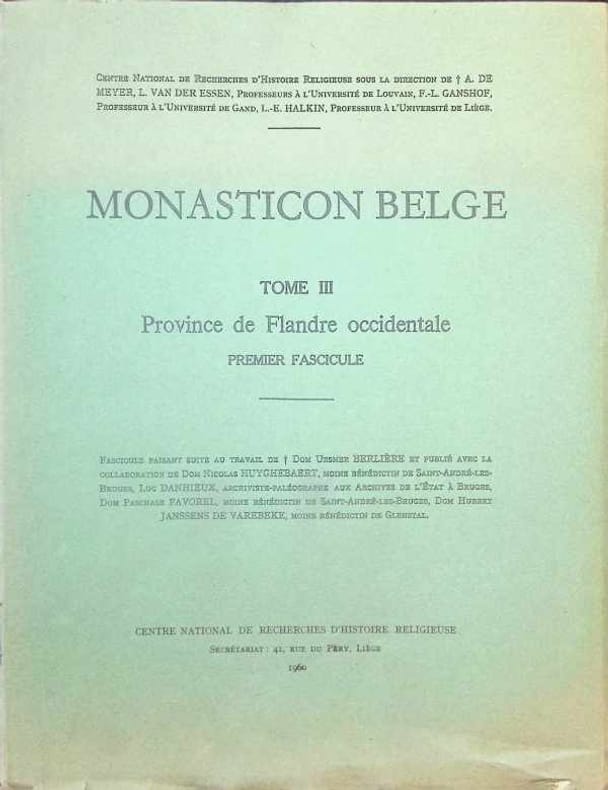 Centre National de Recherches d'Histoire Religieuse sous la direction de † A. DE
MEYER, L. VAN DER ESSEN, Professeurs à l'Université de Louvain, F.-L. GANSHOF,
Professeur à l'Université de Gand, L.-E. HALKIN, Professeur à l'Université de Liège.
MONASTICON BELGE
TOME III
Province de Flandre occidentale
PREMIER FASCICULE
Fascicule faisant suite au travail de † Dom Ursmer BERLIÈRE et publié avec la
collaboration de Dom Nicolas HUYGHEBAERT, moine bénédictin de Saint-André-les-
Bruges, Luc DANHIEUX, archiviste-paléographe aux Archives de l'État à Bruges,
Dom Paschase FAVOREL, moine bénédictin de Saint-André-les-Bruges, Dom Hubert
JANSSENS DE VAREBEKE, moine bénédictin de Glenstal.
CENTRE NATIONAL DE RECHERCHES D'HISTOIRE RELIGIEUSE
Secrétariat : 41, rue du Péry, Liège
1960